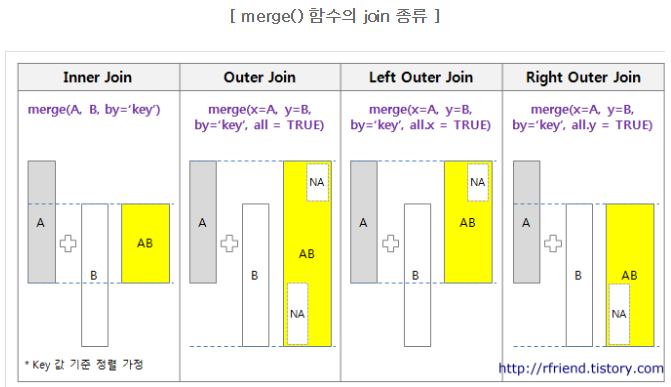 [ merge() 함수의 join 종류 ]
Inner Join
Outer Join
Left Outer Join
Right Outer Join
merge(A, B, by=‘key’)
merge(x=A, y=B,
by=‘key’, all = TRUE)
merge(x=A, y=B,
by=‘key’, all.x = TRUE)
merge(x=A, y=B,
by=‘key’, all.y = TRUE)
A
B
AB
A
B
NA
AB
NA
A
B
NA
AB
A
B
AB
NA
* Key 값 기준 정렬 가정
http://rfriend.tistory.com